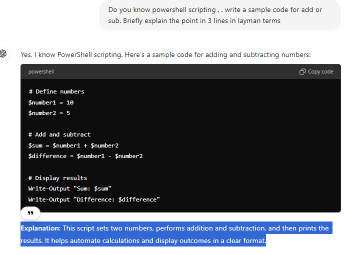 Do you know powershell scripting . . write a sample code for add or
sub. Briefly explain the point in 3 lines in layman terms
Yes, I know PowerShell scripting. Here's a sample code for adding and subtracting numbers:
powershell
Copy code
# Define numbers
$number1 = 10
$number2 = 5
# Add and subtract
$sum = $number1 + $number2
$difference = $number1 - $number2
# Display results
Write-Output "Sum: $sum"
Write-Output "Difference: $difference"
Explanation: This script sets two numbers, performs addition and subtraction, and then prints the
results. It helps automate calculations and display outcomes in a clear format.